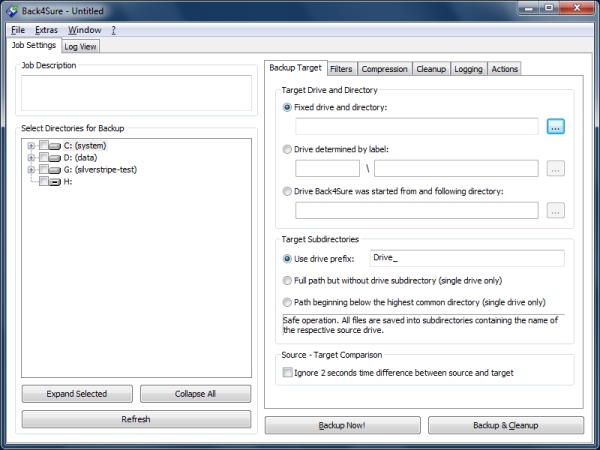 Back4Sure - Untitled
File Extras Window ?
Job Settings Log View
Job Description
Select Directories for Backup
C: (system)
D: (data)
G: (silverstripe-test)
H:
Expand Selected Collapse All
Refresh
Backup Target Filters Compression Cleanup Logging Actions
Target Drive and Directory
Fixed drive and directory:
...
Drive determined by label:
\ ...
Drive Back4Sure was started from and following directory:
...
Target Subdirectories
Use drive prefix: Drive_
Full path but without drive subdirectory (single drive only)
Path beginning below the highest common directory (single drive only)
Safe operation. All files are saved into subdirectories containing the name of
the respective source drive.
Source - Target Comparison
Ignore 2 seconds time difference between source and target
Backup Now! Backup & Cleanup